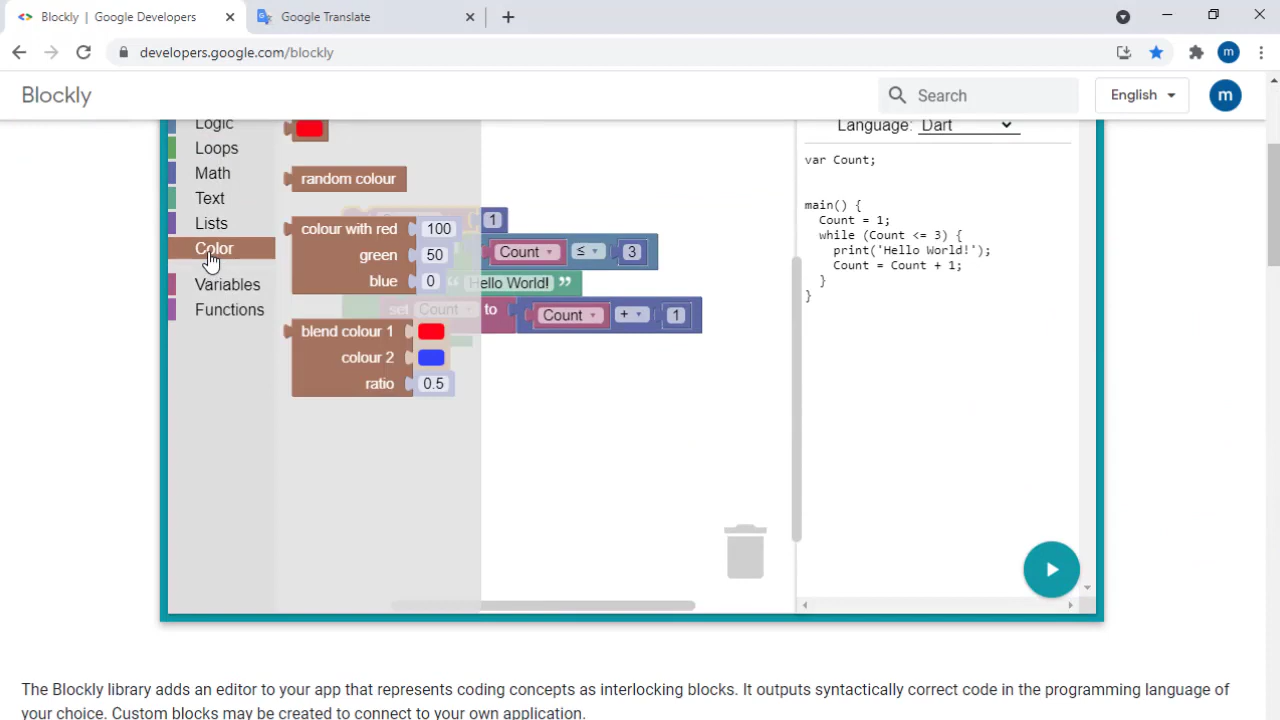 Blockly | Google Developers
Google Translate
developers.google.com/blockly
m
Blockly
Search
English
m
Logic
Loops
Math
Text
Lists
Color
Variables
Functions
random colour
colour with red 100
green 50
blue 0
blend colour 1
colour 2
ratio 0.5
1
Count ≤ 3
“ Hello World! ”
set Count to Count + 1
Language: Dart
var Count;
main() {
Count = 1;
while (Count <= 3) {
print('Hello World!');
Count = Count + 1;
}
}
The Blockly library adds an editor to your app that represents coding concepts as interlocking blocks. It outputs syntactically correct code in the programming language of
your choice. Custom blocks may be created to connect to your own application.